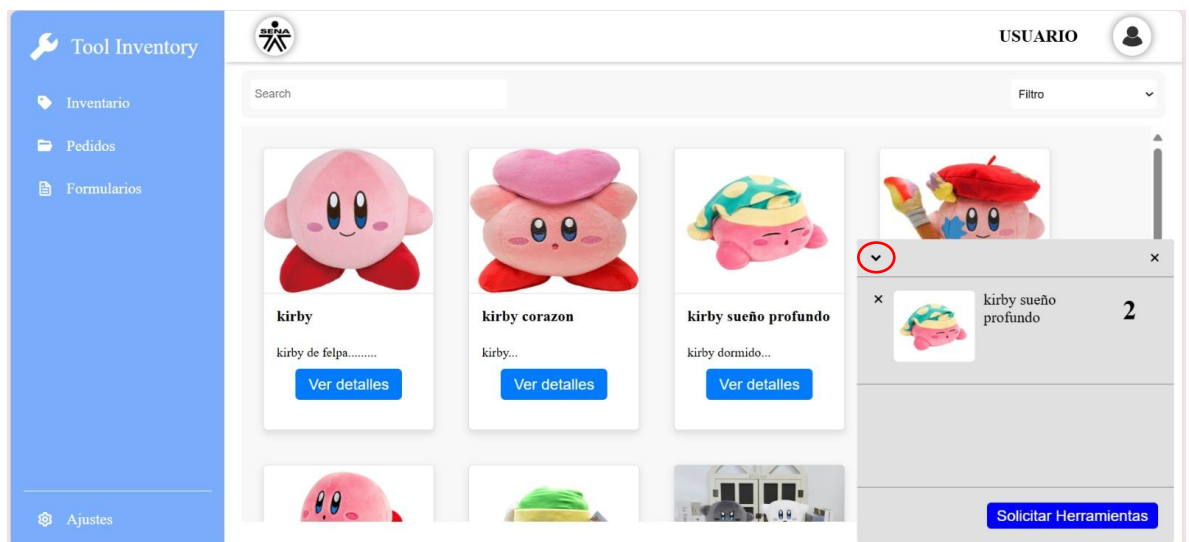 Tool Inventory
SENA
USUARIO
Inventario
Pedidos
Formularios
Search
Filtro
kirby
kirby de felpa.........
Ver detalles
kirby corazon
kirby...
Ver detalles
kirby sueño profundo
kirby dormido...
Ver detalles
kirby sueño
profundo
2
Solicitar Herramientas
Ajustes